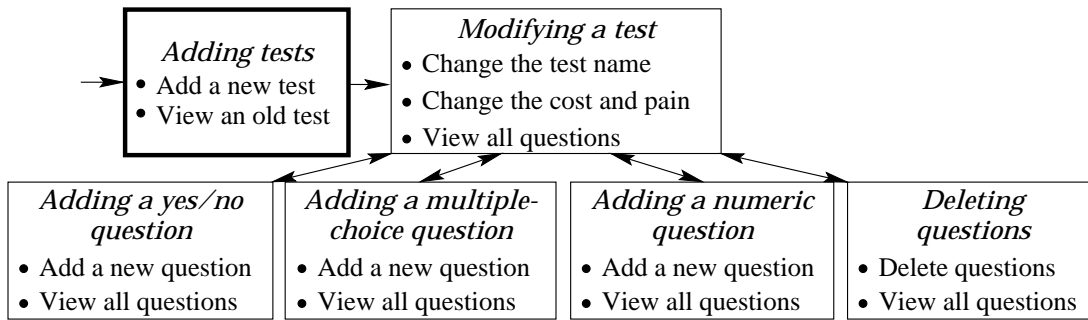 Adding tests
• Add a new test
• View an old test
Modifying a test
• Change the test name
• Change the cost and pain
• View all questions
Adding a yes/no
question
• Add a new question
• View all questions
Adding a multiple-
choice question
• Add a new question
• View all questions
Adding a numeric
question
• Add a new question
• View all questions
Deleting
questions
• Delete questions
• View all questions